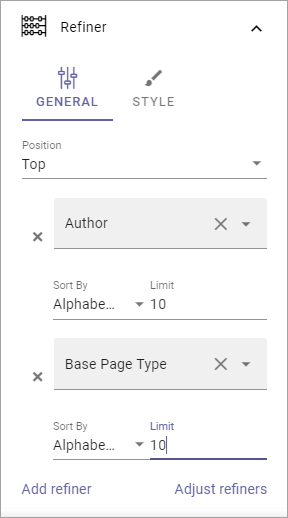 Refiner
GENERAL STYLE
Position
Top
Author
Sort By Limit
Alphabe... 10
Base Page Type
Sort By Limit
Alphabe... 10
Add refiner Adjust refiners